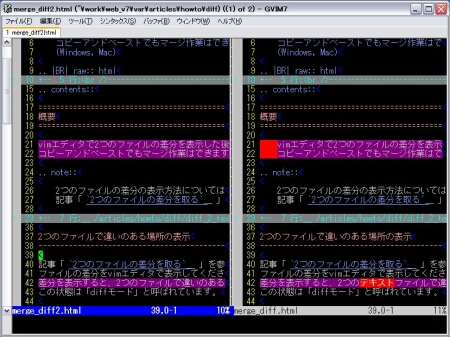 merge_diff2.html (~¥work¥web_v7¥var¥articles¥howto¥dift) ((1) of 2) - GVIM7
ファイル(F) 編集(E) ツール(T) シンタックス(S) バッファ(B) ウィンドウ(W) ヘルプ(H)
1 merge_diff2.html
6 コピーアンドペーストでもマージ作業はでき
7 (Windows, Mac)
8
9 .. |BR| raw:: html
10 +-- 5 行:<br />
15 .. contents::
16
17 ====
18 概要
19 ====
20
21 vimエディタで2つのファイルの差分を表示した後
22 コピーアンドペーストでもマージ作業はできます
23
24 .. note::
25
26 2つのファイルの差分の表示方法については
27 記事「 `2つのファイルの差分を取る`_ 」を
28
29 +-- 7 行: _/articles/howto/diff/diff_2_te
36
37 2つのファイルで違いのある場所の表示
38 ----
39
40 記事「 `2つのファイルの差分を取る`_ 」を参
41 ファイルの差分をvimエディタで表示してくださ
42 差分を表示すると、2つのファイルで違いのある
43 この状態は「diffモード」と呼ばれています。
44
merge_diff2.html 39,0-1 10%
6 コピーアンドペーストでもマージ作業はで
7 (Windows, Mac)
8
9 .. |BR| raw:: html
10 +-- 5 行:<br />
15 .. contents::
16
17 ====
18 概要
19 ====
20
21 vimエディタで2つのファイルの差分を表示し
22 コピーアンドペーストでもマージ作業はで
23
24 .. note::
25
26 2つのファイルの差分の表示方法については
27 記事「 `2つのファイルの差分を取る`_ 」
28
29 +-- 7 行: _/articles/howto/diff/diff_2
36
37 2つのファイルで違いのある場所の表示
38 ----
39
40 記事「 `2つのファイルの差分を取る`_ 」を
41 ファイルの差分をvimエディタで表示してくだ
42 差分を表示すると、2つのテキストファイルで違
43 この状態は「diffモード」と呼ばれています
44
merge_diff.html 39,0-1 11%